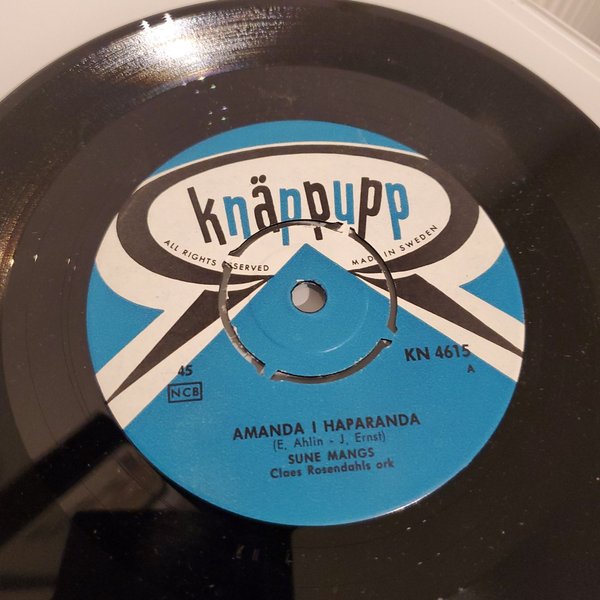 knäppupp
ALL RIGHTS RESERVED
MADE IN SWEDEN
45
NCB
KN 4615
A
AMANDA I HAPARANDA
(E. Ahlin - J. Ernst)
SUNE MANGS
Claes Rosendahls ork